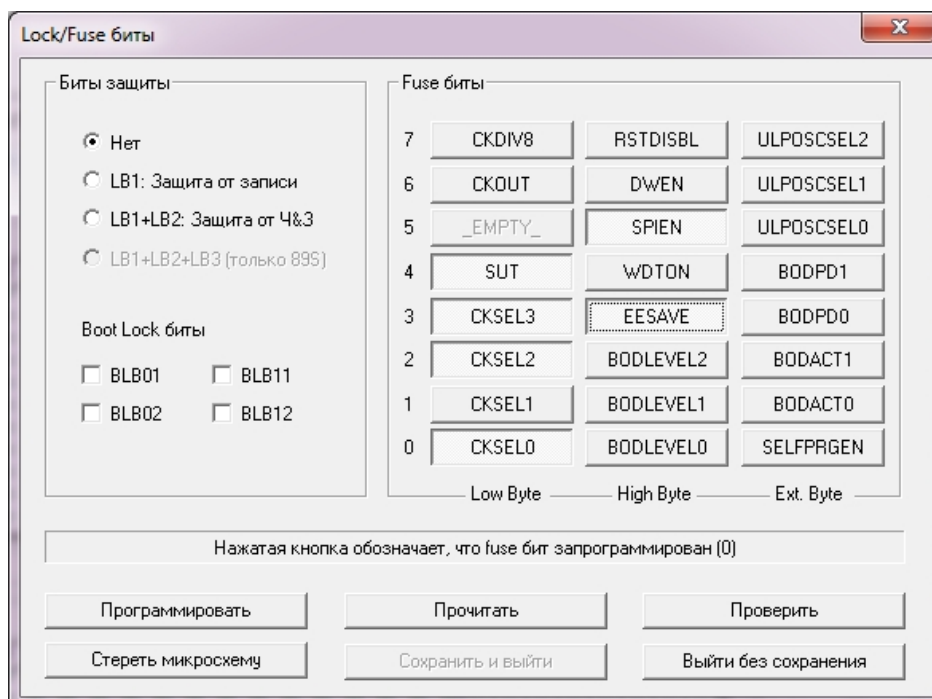 Lock/Fuse биты
Биты защиты
Нет
LB1: Защита от записи
LB1+LB2: Защита от Ч&З
LB1+LB2+LB3 (только 89S)
Boot Lock биты
BLB01 BLB11
BLB02 BLB12
Fuse биты
7 CKDIV8 RSTDISBL ULPOSCSEL2
6 CKOUT DWEN ULPOSCSEL1
5 _EMPTY_ SPIEN ULPOSCSEL0
4 SUT WDTON BODPD1
3 CKSEL3 EESAVE BODPD0
2 CKSEL2 BODLEVEL2 BODACT1
1 CKSEL1 BODLEVEL1 BODACT0
0 CKSEL0 BODLEVEL0 SELFPRGEN
Low Byte High Byte Ext. Byte
Нажатая кнопка обозначает, что fuse бит запрограммирован (0)
Программировать Прочитать Проверить
Стереть микросхему Сохранить и выйти Выйти без сохранения